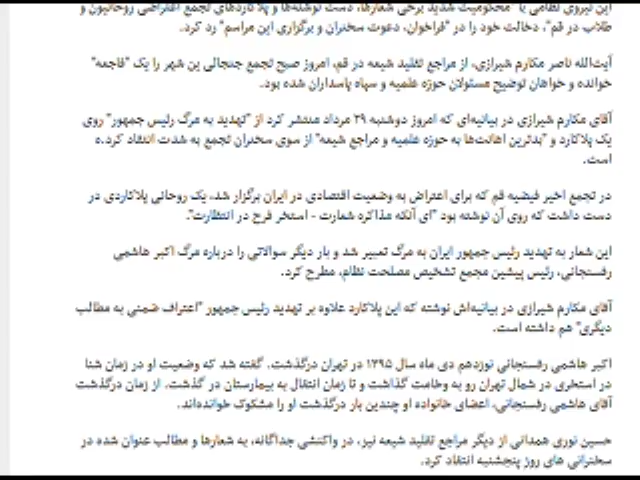 این نیروی نظامی با "محکومیت شدید برخی شعارها، دست نوشته‌ها و پلاکاردهای تجمع اعتراضی روحانیون و
طلاب در قم"، دخالت خود را در "فراخوان، دعوت سخنران و برگزاری این مراسم" رد کرد.
آیت‌الله ناصر مکارم شیرازی، از مراجع تقلید شیعه در قم، امروز صبح تجمع جنجالی ین شهر را یک "فاجعه"
خوانده و خواهان توضیح مسئولان حوزه علمیه و سپاه پاسداران شده بود.
آقای مکارم شیرازی در بیانیه‌ای که امروز دوشنبه ۲۹ مرداد منتشر کرد از "تهدید به مرگ رئیس جمهور" روی
یک پلاکارد و "بدترین اهانت‌ها به حوزه علمیه و مراجع شیعه" از سوی سخنران تجمع به شدت انتقاد کرد.ه
است.
در تجمع اخیر فیضیه قم که برای اعتراض به وضعیت اقتصادی در ایران برگزار شد، یک روحانی پلاکاردی در
دست داشت که روی آن نوشته بود "ای آنکه مذاکره شعارت - استخر فرح در انتظارت".
این شعار به تهدید رئیس جمهور ایران به مرگ تعبیر شد و بار دیگر سوالاتی را درباره مرگ اکبر هاشمی
رفسنجانی، رئیس پیشین مجمع تشخیص مصلحت نظام، مطرح کرد.
آقای مکارم شیرازی در بیانیه‌اش نوشته که این پلاکارد علاوه بر تهدید رئیس جمهور "اعتراف ضمنی به مطالب
دیگری" هم داشته است.
اکبر هاشمی رفسنجانی نوزدهم دی ماه سال ۱۳۹۵ در تهران درگذشت. گفته شد که وضعیت او در زمان شنا
در استخری در شمال تهران رو به وخامت گذاشت و تا زمان انتقال به بیمارستان در گذشت. از زمان درگذشت
آقای هاشمی رفسنجانی، اعضای خانواده او چندین بار درگذشت او را مشکوک خوانده‌اند.
حسین نوری همدانی از دیگر مراجع تقلید شیعه نیز، در واکنشی جداگانه، به شعارها و مطالب عنوان شده در
سخنرانی های روز پنجشنبه انتقاد کرد.